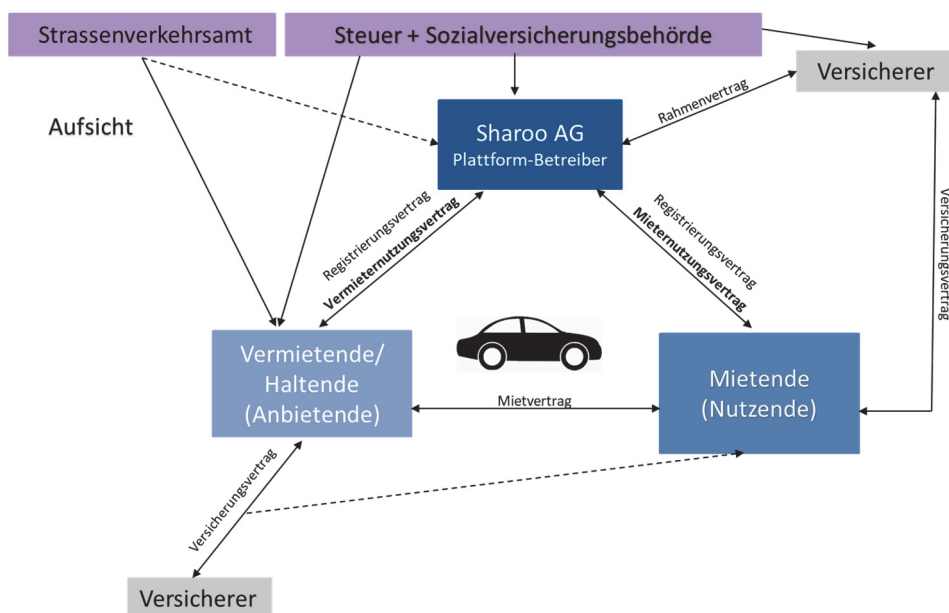 Strassenverkehrsamt
Steuer + Sozialversicherungsbehörde
Versicherer
Aufsicht
Sharoo AG
Plattform-Betreiber
Rahmenvertrag
Registrierungsvertrag
Vermieternutzungsvertrag
Registrierungsvertrag
Mieternutzungsvertrag
Versicherungsvertrag
Vermietende/
Haltende
(Anbietende)
Mietvertrag
Mietende
(Nutzende)
Versicherungsvertrag
Versicherer